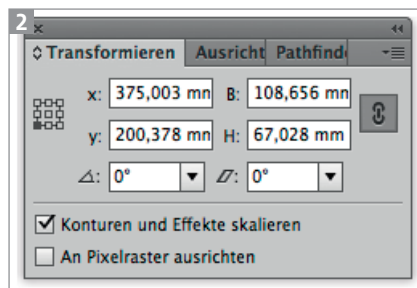 2
Transformieren Ausricht Pathfinde
x: 375,003 mn B: 108,656 mn
y: 200,378 mn H: 67,028 mm
0° 0°
Konturen und Effekte skalieren
An Pixelraster ausrichten